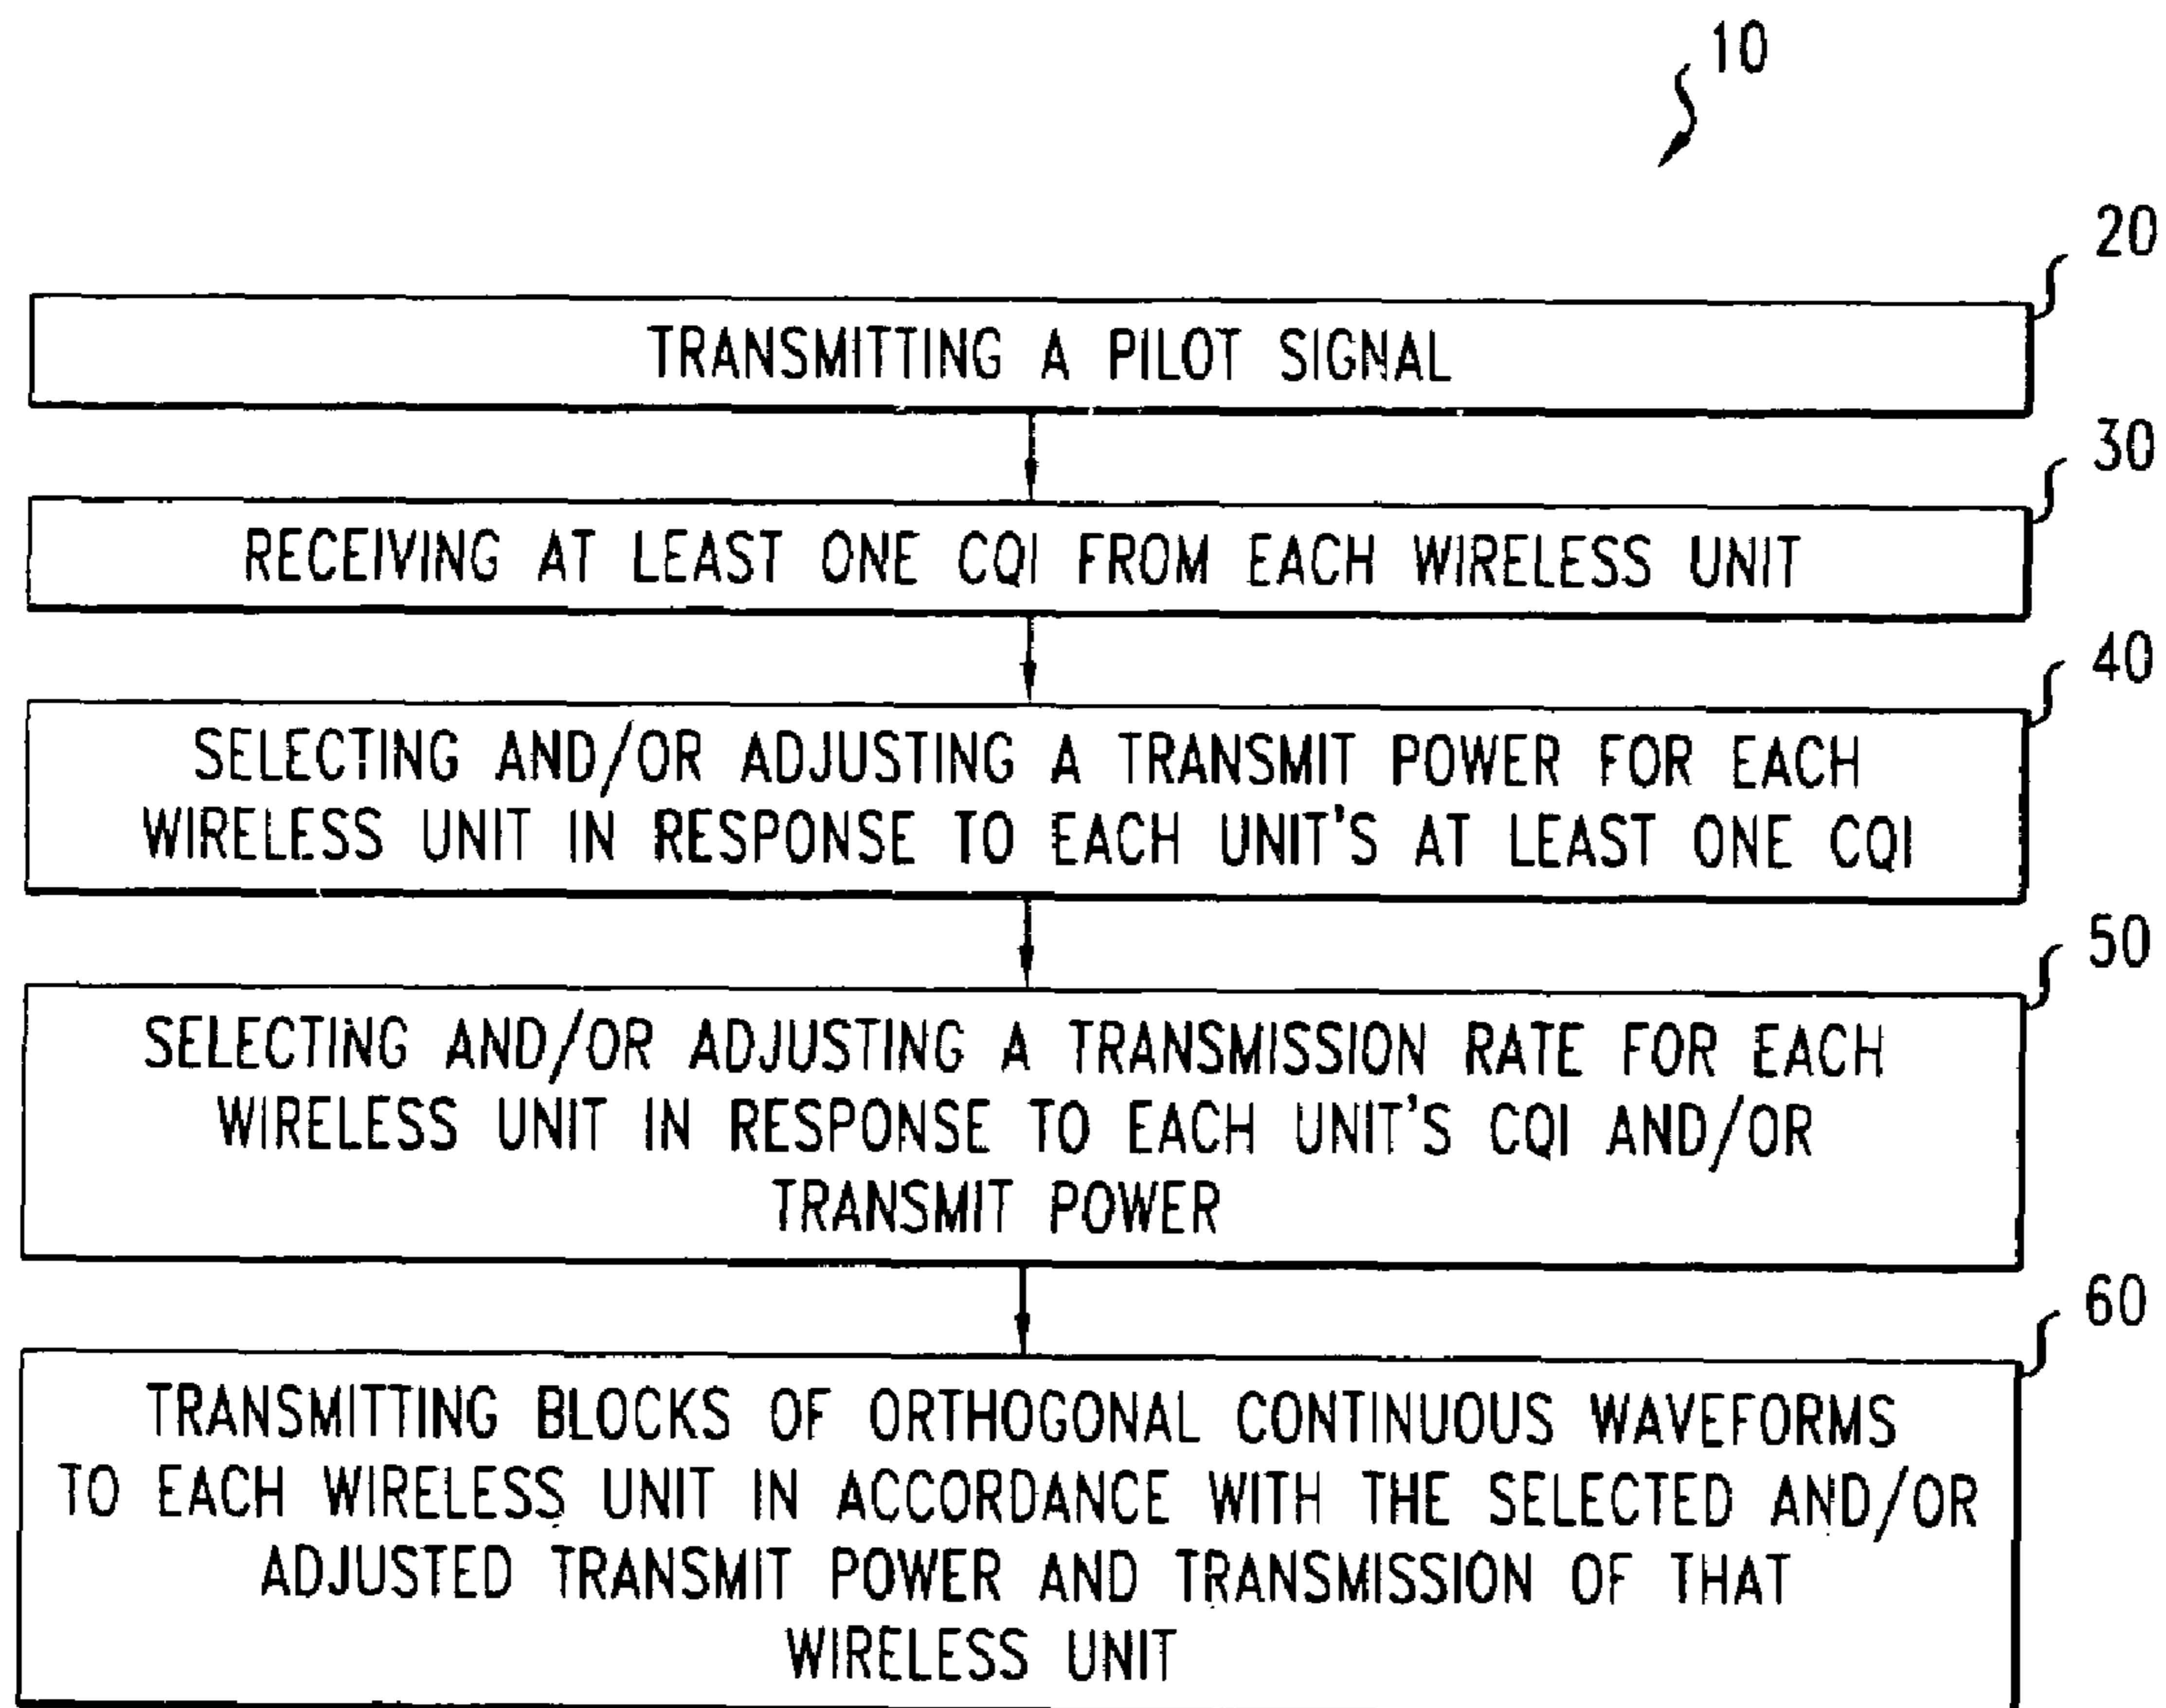 10
20
TRANSMITTING A PILOT SIGNAL
30
RECEIVING AT LEAST ONE CQI FROM EACH WIRELESS UNIT
40
SELECTING AND/OR ADJUSTING A TRANSMIT POWER FOR EACH
WIRELESS UNIT IN RESPONSE TO EACH UNIT'S AT LEAST ONE CQI
50
SELECTING AND/OR ADJUSTING A TRANSMISSION RATE FOR EACH
WIRELESS UNIT IN RESPONSE TO EACH UNIT'S CQI AND/OR
TRANSMIT POWER
60
TRANSMITTING BLOCKS OF ORTHOGONAL CONTINUOUS WAVEFORMS
TO EACH WIRELESS UNIT IN ACCORDANCE WITH THE SELECTED AND/OR
ADJUSTED TRANSMIT POWER AND TRANSMISSION OF THAT
WIRELESS UNIT